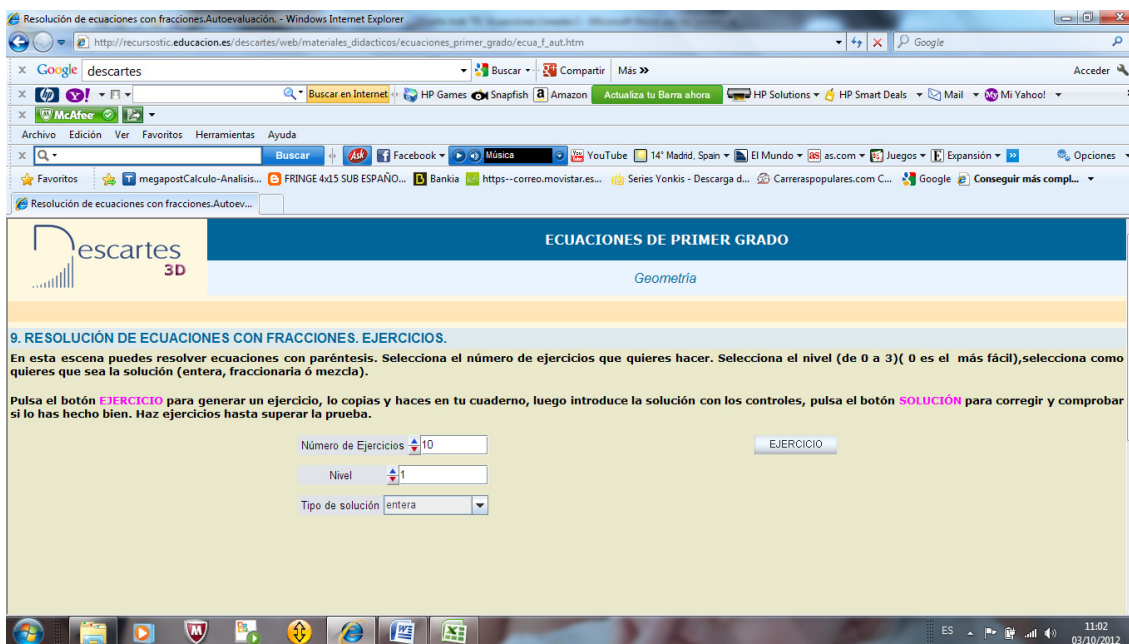 Resolución de ecuaciones con fracciones.Autoevaluación. - Windows Internet Explorer
http://recursostic.educacion.es/descartes/web/materiales_didacticos/ecuaciones_primer_grado/ecua_f_aut.htm Google
x Google descartes Buscar Compartir Más >> Acceder
x hp Y! Buscar en Internet HP Games Snapfish a Amazon Actualiza tu Barra ahora HP Solutions HP Smart Deals Mail Mi Yahoo!
x McAfee
Archivo Edición Ver Favoritos Herramientas Ayuda
x Buscar Ask Facebook Música YouTube 14° Madrid, Spain El Mundo as as.com Juegos E Expansión >> Opciones
Favoritos megapostCalculo-Analisis... FRINGE 4x15 SUB ESPAÑO... Bankia https--correo.movistar.es... Series Yonkis - Descarga d... Carreraspopulares.com C... Google Conseguir más compl...
Resolución de ecuaciones con fracciones.Autoev...
Descartes 3D
ECUACIONES DE PRIMER GRADO
Geometría
9. RESOLUCIÓN DE ECUACIONES CON FRACCIONES. EJERCICIOS.
En esta escena puedes resolver ecuaciones con paréntesis. Selecciona el número de ejercicios que quieres hacer. Selecciona el nivel (de 0 a 3)( 0 es el más fácil),selecciona como
quieres que sea la solución (entera, fraccionaria ó mezcla).
Pulsa el botón EJERCICIO para generar un ejercicio, lo copias y haces en tu cuaderno, luego introduce la solución con los controles, pulsa el botón SOLUCIÓN para corregir y comprobar
si lo has hecho bien. Haz ejercicios hasta superar la prueba.
Número de Ejercicios 10 EJERCICIO
Nivel 1
Tipo de solución entera
ES 11:02
03/10/2012